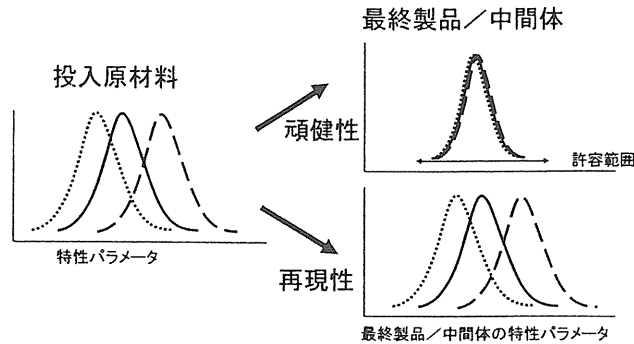 最終製品/中間体
投入原材料
頑健性
許容範囲
特性パラメータ
再現性
最終製品/中間体の特性パラメータ